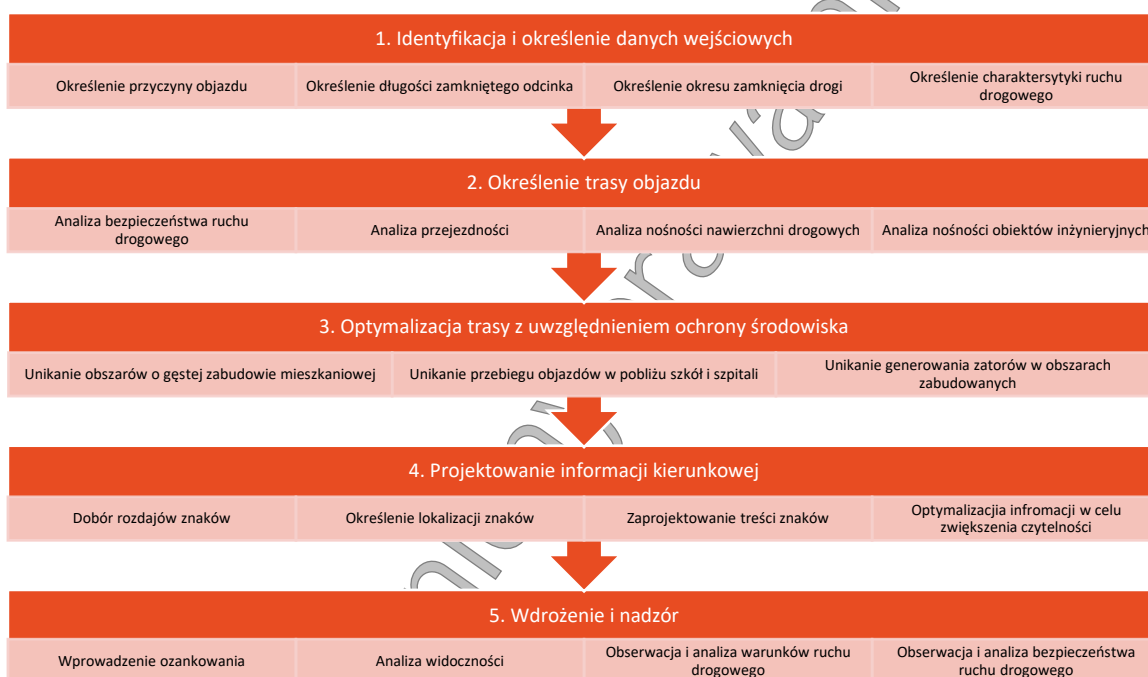 1. Identyfikacja i określenie danych wejściowych
Określenie przyczyny objazdu
Określenie długości zamkniętego odcinka
Określenie okresu zamknięcia drogi
Określenie charaktersytyki ruchu
drogowego
2. Określenie trasy objazdu
Analiza bezpieczeństwa ruchu
drogowego
Analiza przejezdności
Analiza nośności nawierzchni drogowych
Analiza nośności obiektów inżynieryjnych
3. Optymalizacja trasy z uwzględnieniem ochrony środowiska
Unikanie obszarów o gęstej zabudowie mieszkaniowej
Unikanie przebiegu objazdów w pobliżu szkół i szpitali
Unikanie generowania zatorów w obszarach
zabudowanych
4. Projektowanie informacji kierunkowej
Dobór rozdajów znaków
Określenie lokalizacji znaków
Zaprojektowanie treści znaków
Optymalizacjia infromacji w celu
zwiększenia czytelności
5. Wdrożenie i nadzór
Wprowadzenie ozankowania
Analiza widoczności
Obserwacja i analiza warunków ruchu
drogowego
Obserwacja i analiza bezpieczeństwa
ruchu drogowego